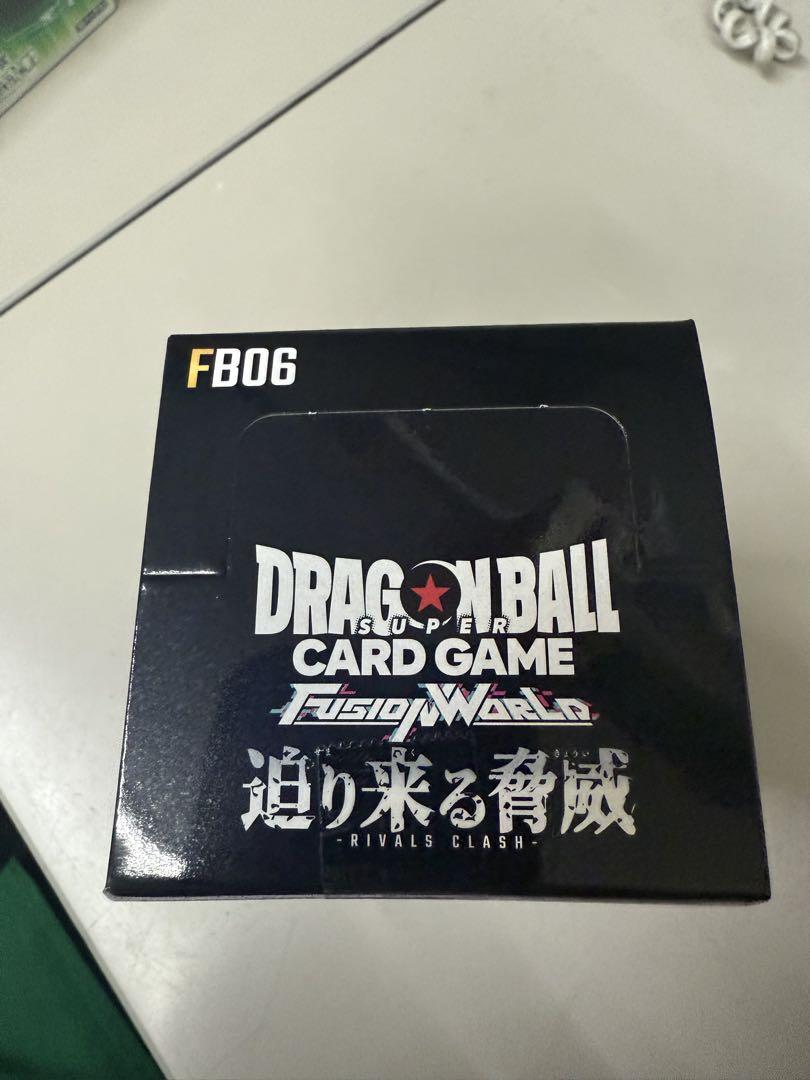 FB06
DRAGON BALL
SUPER
CARD GAME
FUSION WORLD
迫り来る脅威
-RIVALS CLASH-